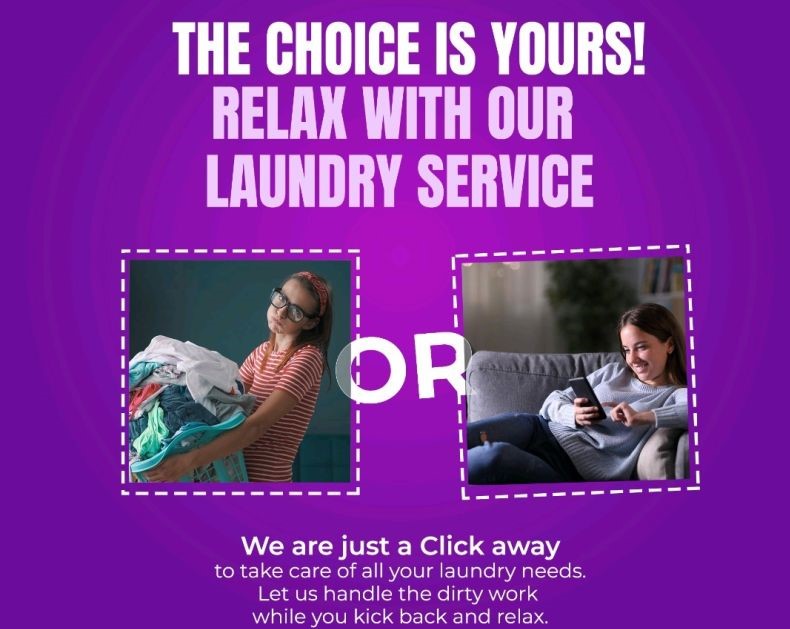 THE CHOICE IS YOURS!
RELAX WITH OUR
LAUNDRY SERVICE
OR
We are just a Click away
to take care of all your laundry needs.
Let us handle the dirty work
while you kick back and relax.